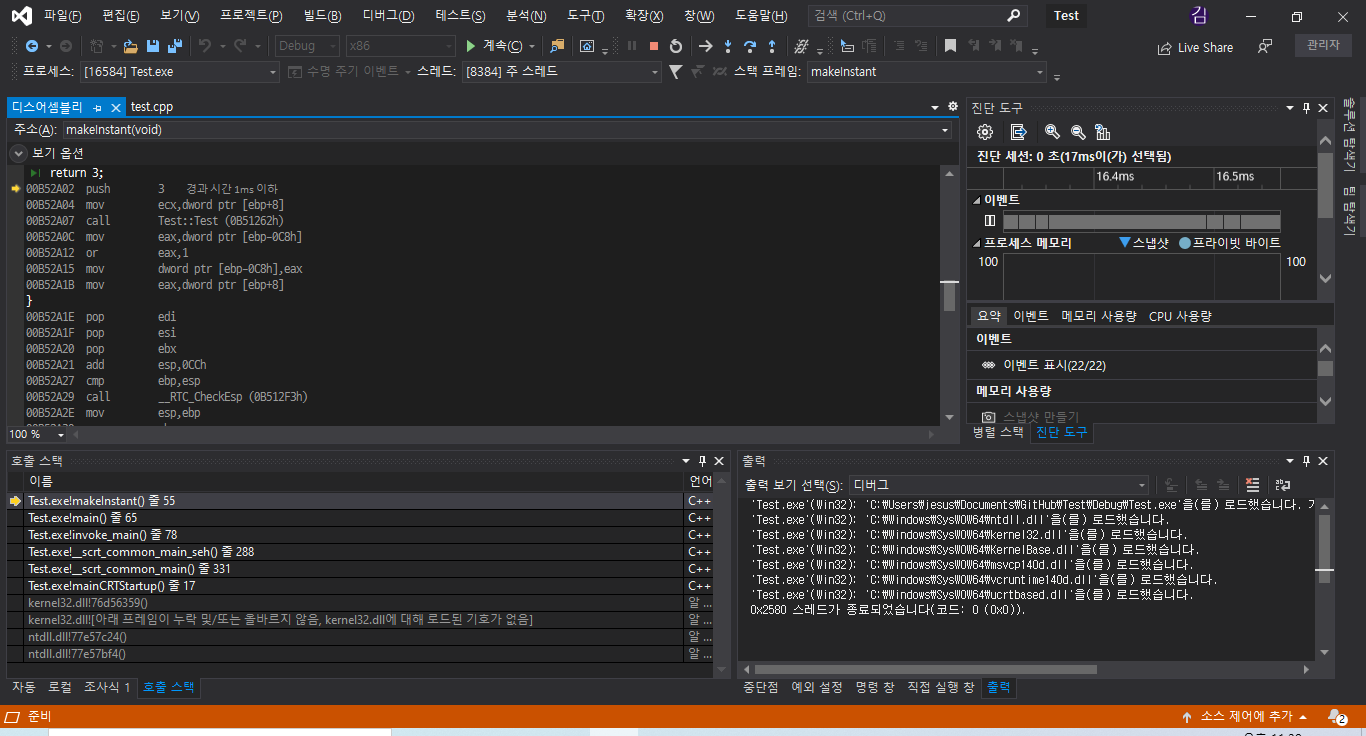 파일(F) 편집(E) 보기(V) 프로젝트(P) 빌드(B) 디버그(D) 테스트(S) 분석(N) 도구(T) 확장(X) 창(W) 도움말(H) 검색 (Ctrl+Q) Test 김
Debug x86 계속(C) Live Share 관리자
프로세스: [16584] Test.exe 수명 주기 이벤트 스레드: [8384] 주 스레드 스택 프레임: makeInstant
디스어셈블리 test.cpp
주소(A): makeInstant(void)
보기 옵션
return 3;
00B52A02 push 3 경과 시간 1ms 이하
00B52A04 mov ecx,dword ptr [ebp+8]
00B52A07 call Test::Test (0B51262h)
00B52A0C mov eax,dword ptr [ebp-0C8h]
00B52A12 or eax,1
00B52A15 mov dword ptr [ebp-0C8h],eax
00B52A1B mov eax,dword ptr [ebp+8]
}
00B52A1E pop edi
00B52A1F pop esi
00B52A20 pop ebx
00B52A21 add esp,0CCh
00B52A27 cmp ebp,esp
00B52A29 call __RTC_CheckEsp (0B512F3h)
00B52A2E mov esp,ebp
100 %
진단 도구
진단 세션: 0 초(17ms이(가) 선택됨)
16.4ms 16.5ms
이벤트
프로세스 메모리 스냅샷 프라이빗 바이트
100 100
요약 이벤트 메모리 사용량 CPU 사용량
이벤트
이벤트 표시(22/22)
메모리 사용량
스냅샷 만들기
병렬 스택 진단 도구
솔루션 탐색기
팀 탐색기
호출 스택
이름 언어
Test.exe!makeInstant() 줄 55 C++
Test.exe!main() 줄 65 C++
Test.exe!invoke_main() 줄 78 C++
Test.exe!__scrt_common_main_seh() 줄 288 C++
Test.exe!__scrt_common_main() 줄 331 C++
Test.exe!mainCRTStartup() 줄 17 C++
kernel32.dll!76d56359() 알 ...
kernel32.dll![아래 프레임이 누락 및/또는 올바르지 않음, kernel32.dll에 대해 로드된 기호가 없음] 알 ...
ntdll.dll!77e57c24() 알 ...
ntdll.dll!77e57bf4() 알 ...
자동 로컬 조사식 1 호출 스택
출력
출력 보기 선택(S): 디버그
'Test.exe'(Win32): 'C:₩Users₩jesus₩Documents₩GitHub₩Test₩Debug₩Test.exe'을(를) 로드했습니다.
'Test.exe'(Win32): 'C:₩Windows₩SysWOW64₩ntdll.dll'을(를) 로드했습니다.
'Test.exe'(Win32): 'C:₩Windows₩SysWOW64₩kernel32.dll'을(를) 로드했습니다.
'Test.exe'(Win32): 'C:₩Windows₩SysWOW64₩KernelBase.dll'을(를) 로드했습니다.
'Test.exe'(Win32): 'C:₩Windows₩SysWOW64₩msvcp140d.dll'을(를) 로드했습니다.
'Test.exe'(Win32): 'C:₩Windows₩SysWOW64₩vcruntime140d.dll'을(를) 로드했습니다.
'Test.exe'(Win32): 'C:₩Windows₩SysWOW64₩ucrtbased.dll'을(를) 로드했습니다.
0x2580 스레드가 종료되었습니다(코드: 0 (0x0)).
중단점 예외 설정 명령 창 직접 실행 창 출력
준비 소스 제어에 추가 2